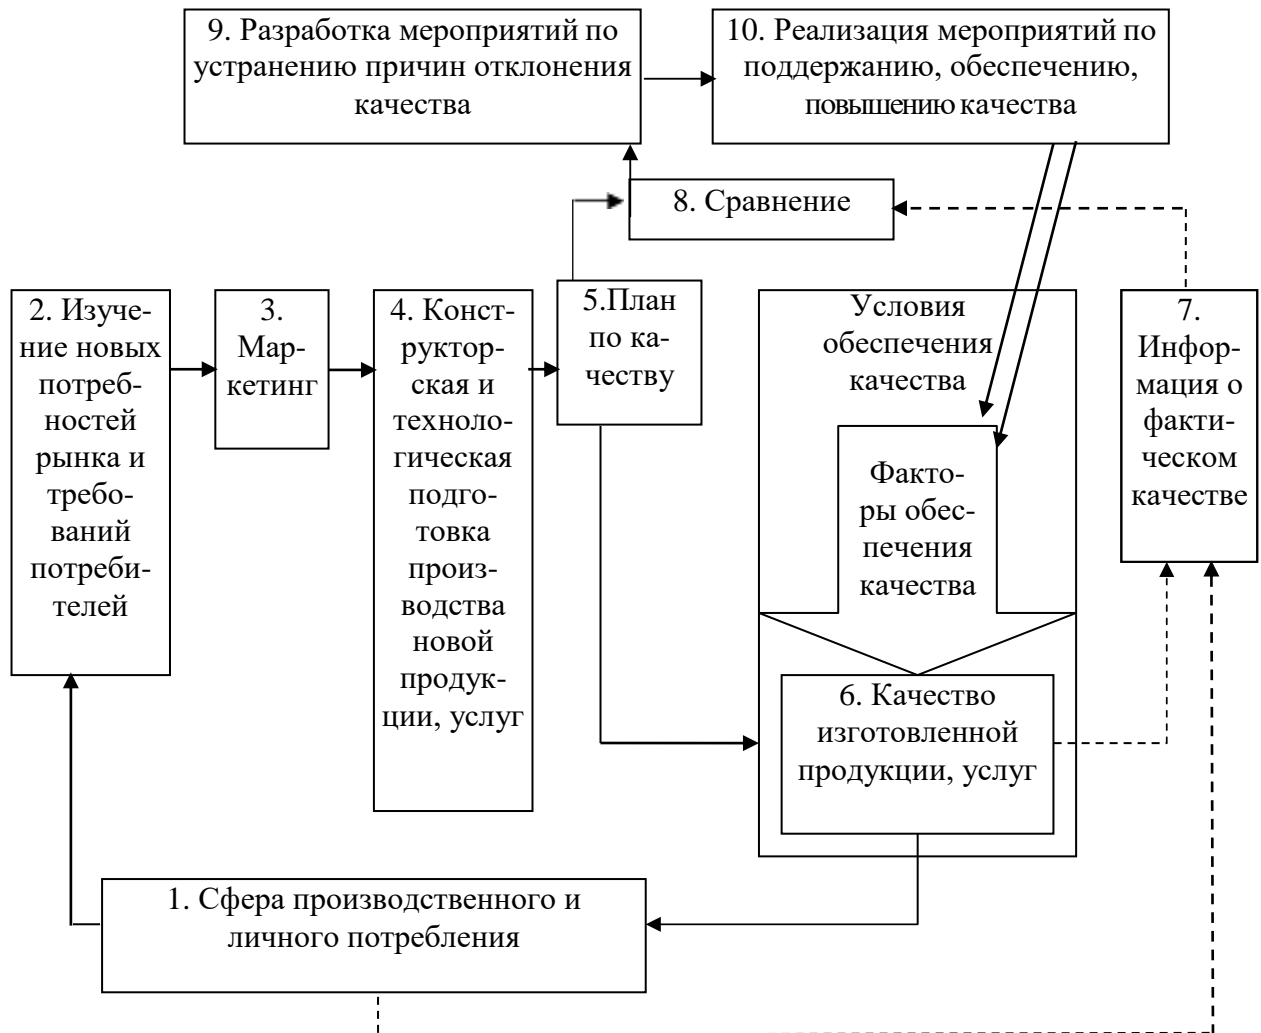 9. Разработка мероприятий по
устранению причин отклонения
качества
10. Реализация мероприятий по
поддержанию, обеспечению,
повышению качества
8. Сравнение
2. Изуче-
ние новых
потреб-
ностей
рынка и
требо-
ваний
потреби-
телей
3.
Мар-
кетинг
4. Конст-
руктор-
ская и
техноло-
гическая
подго-
товка
произ-
водства
новой
продук-
ции, услуг
5.План
по ка-
честву
Условия
обеспечения
качества
Факто-
ры обес-
печения
качества
6. Качество
изготовленной
продукции, услуг
7.
Инфор-
мация о
факти-
ческом
качестве
1. Сфера производственного и
личного потребления